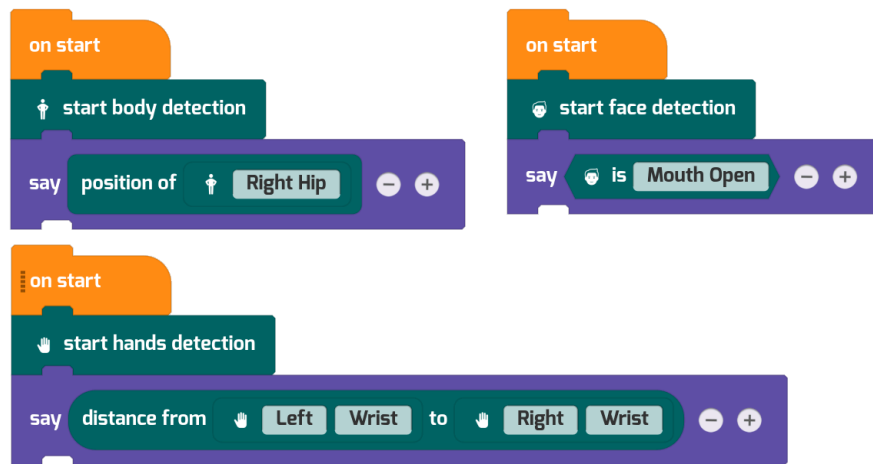 on start
start body detection
say position of Right Hip − +
on start
start face detection
say is Mouth Open − +
on start
start hands detection
say distance from Left Wrist to Right Wrist − +